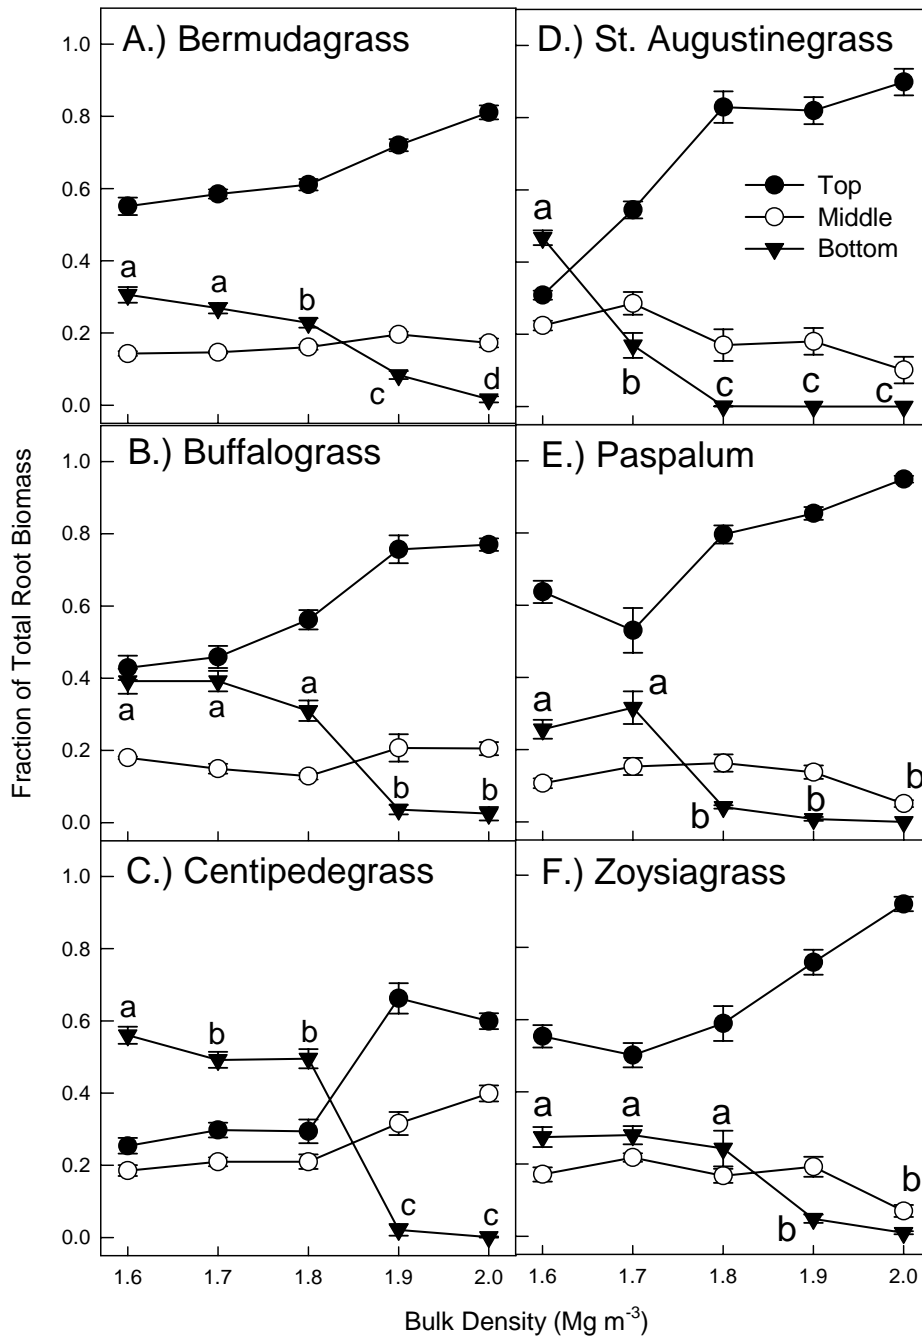 A.) Bermudagrass
1.0
0.8
0.6
0.4
0.2
0.0
a
a
b
c
d
D.) St. Augustinegrass
Top
Middle
Bottom
a
b
c
c
c
B.) Buffalograss
1.0
0.8
0.6
0.4
0.2
0.0
a
a
a
b
b
E.) Paspalum
a
a
b
b
b
C.) Centipedegrass
1.0
0.8
0.6
0.4
0.2
0.0
a
b
b
c
c
1.6
1.7
1.8
1.9
2.0
F.) Zoysiagrass
a
a
a
b
b
1.6
1.7
1.8
1.9
2.0
Fraction of Total Root Biomass
Bulk Density (Mg m⁻³)